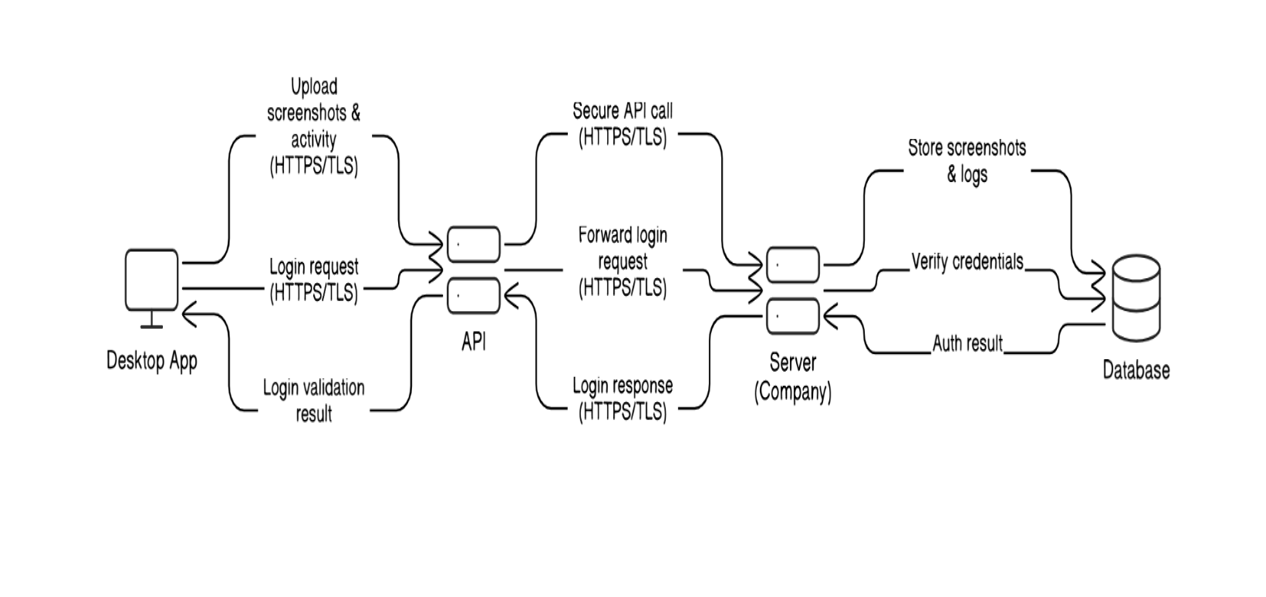 Upload
screenshots &
activity
(HTTPS/TLS)
Secure API call
(HTTPS/TLS)
Store screenshots
& logs
Login request
(HTTPS/TLS)
Forward login
request
(HTTPS/TLS)
Verify credentials
Login validation
result
Login response
(HTTPS/TLS)
Auth result
Desktop App
API
Server
(Company)
Database